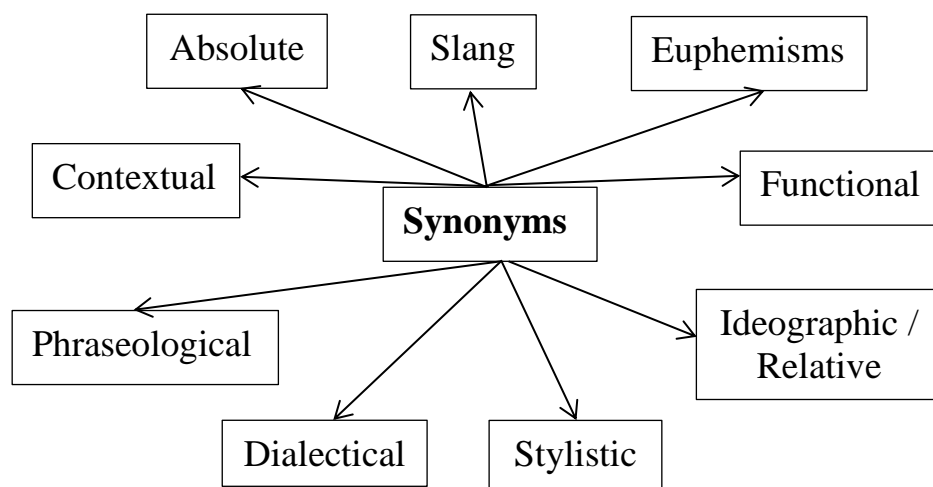 Absolute
Slang
Euphemisms
Contextual
Functional
Synonyms
Phraseological
Ideographic /
Relative
Dialectical
Stylistic